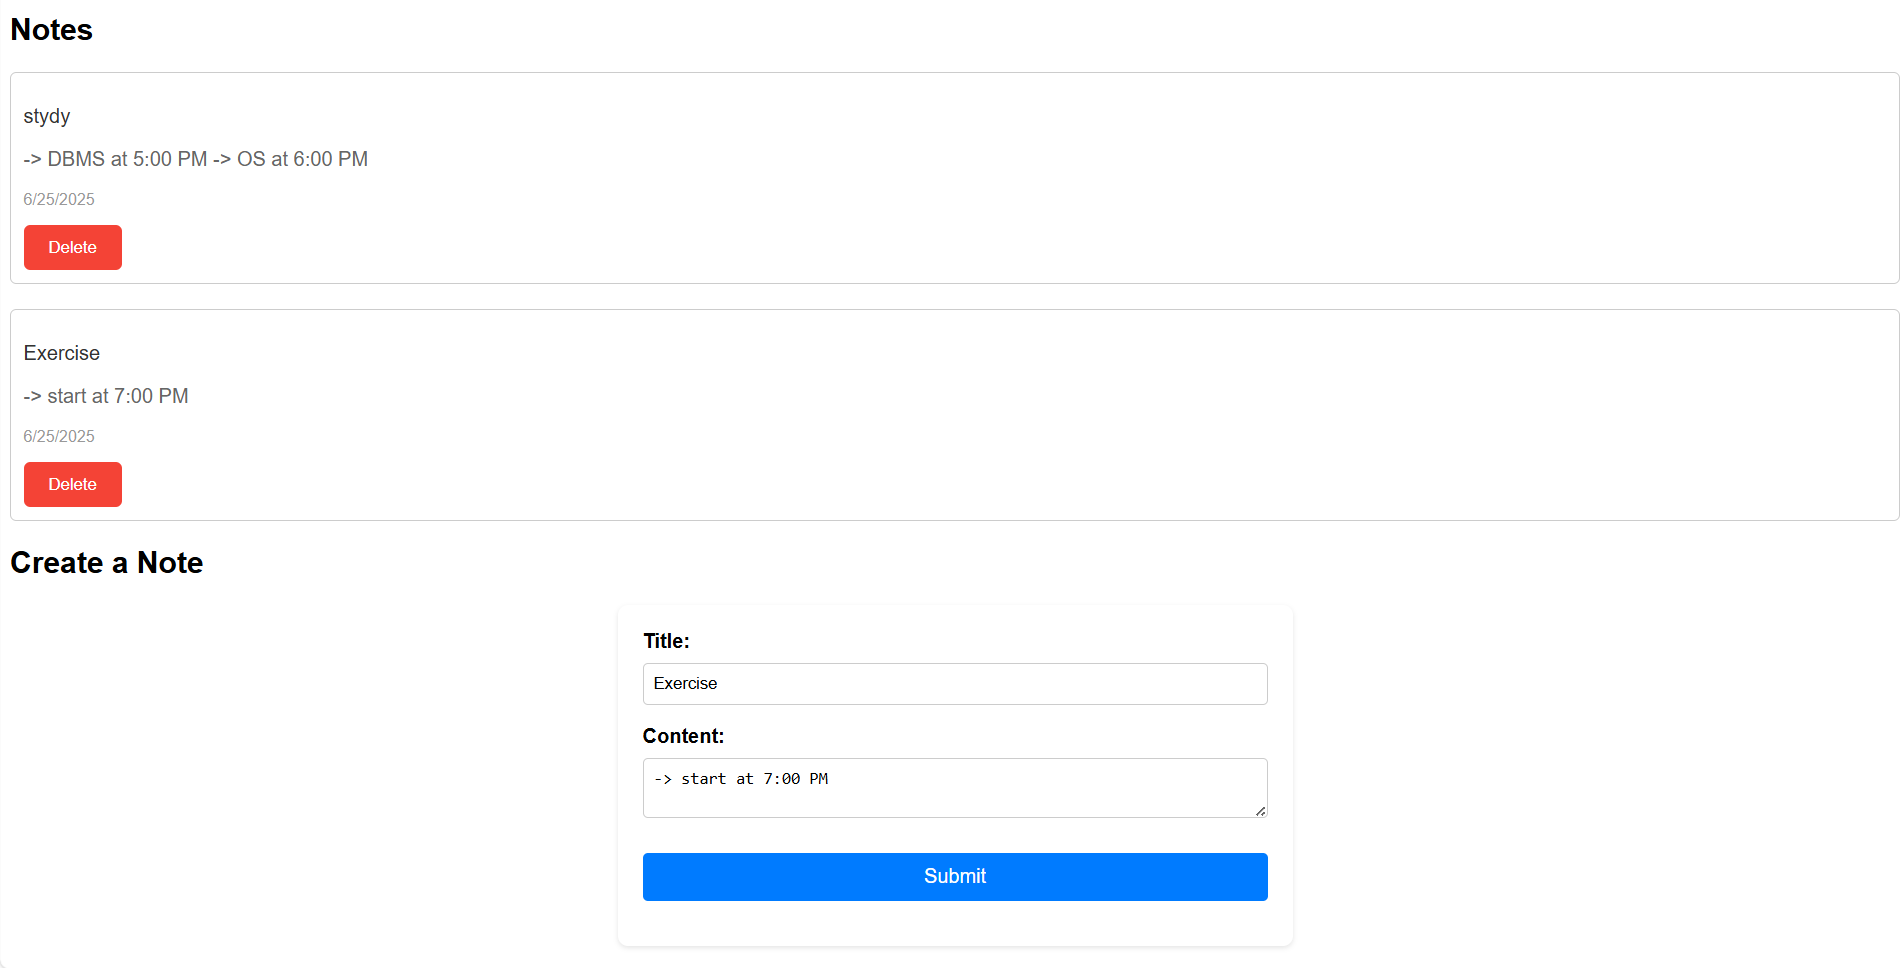 Notes
stydy
-> DBMS at 5:00 PM -> OS at 6:00 PM
6/25/2025
Delete
Exercise
-> start at 7:00 PM
6/25/2025
Delete
Create a Note
Title:
Exercise
Content:
-> start at 7:00 PM
Submit